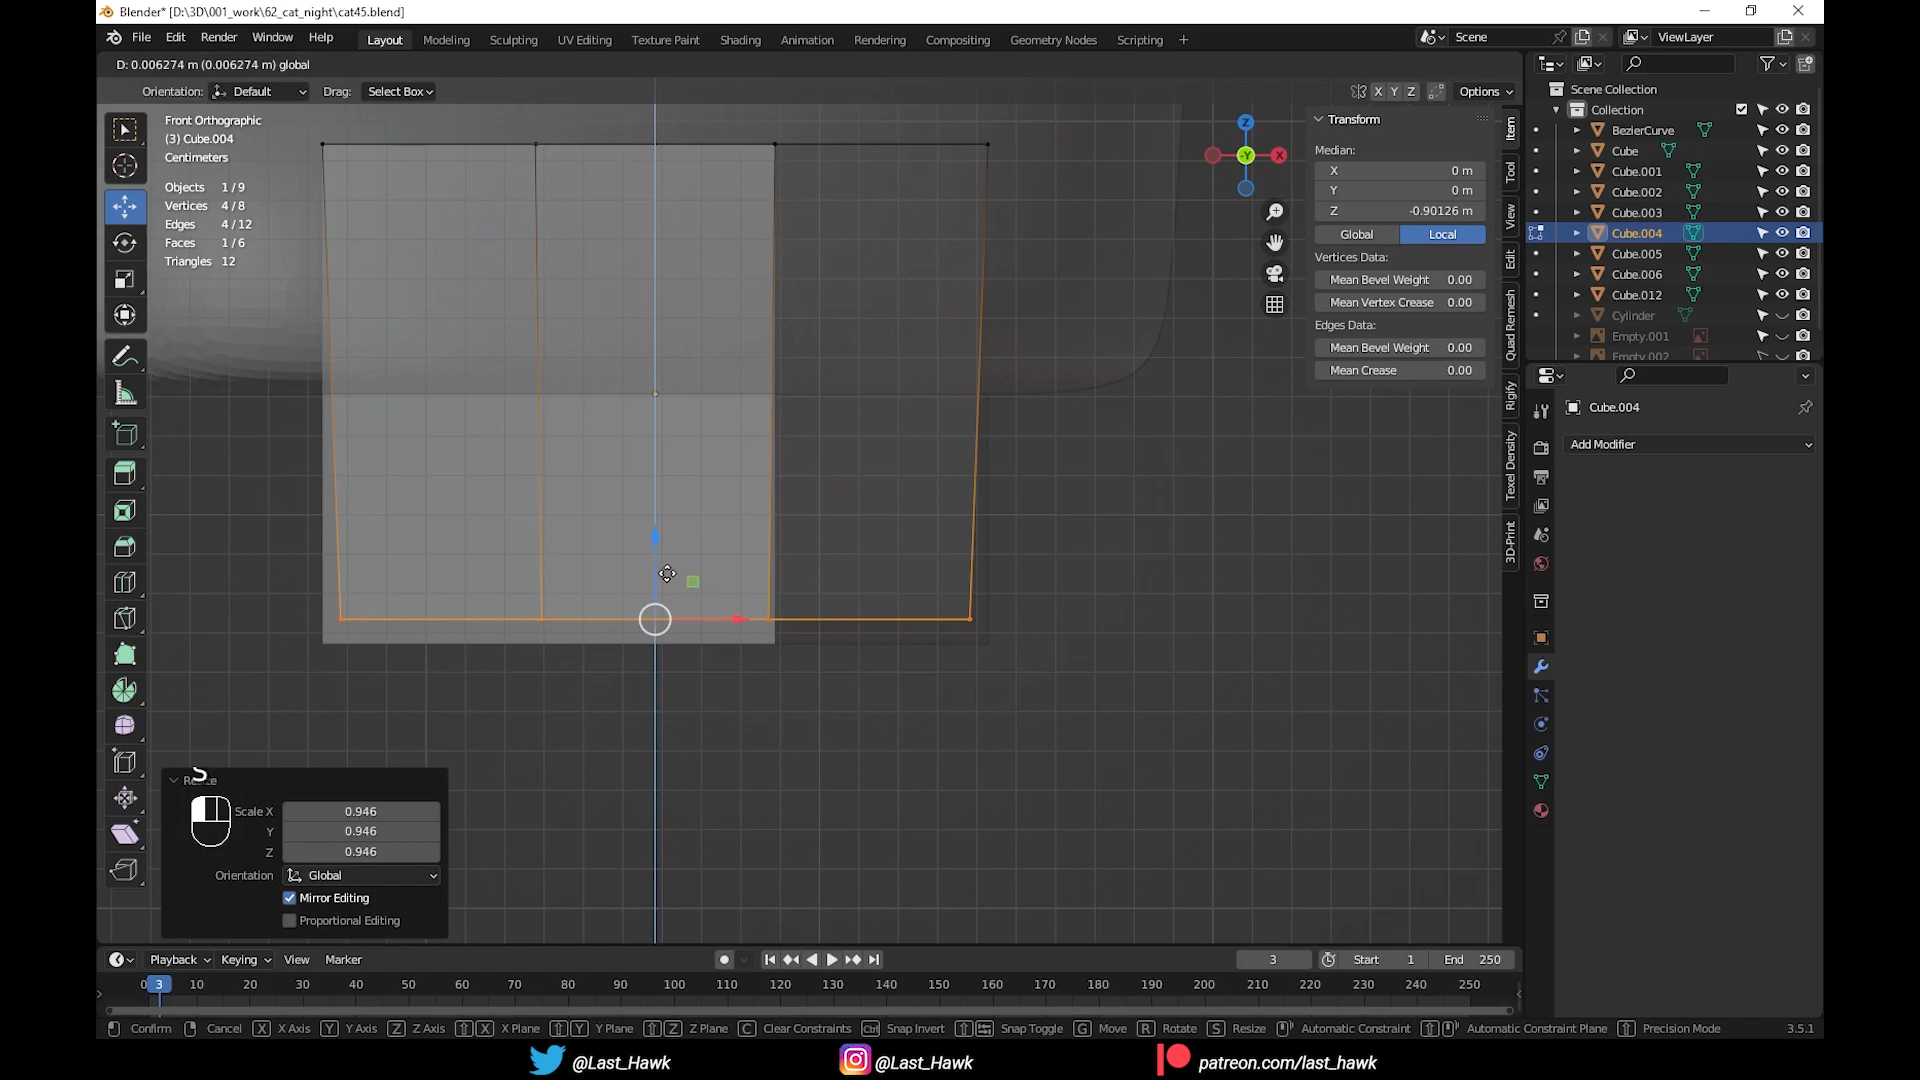 Blender* [D:\3D\001_work\62_cat_night\cat45.blend]
File Edit Render Window Help Layout Modeling Sculpting UV Editing Texture Paint Shading Animation Rendering Compositing Geometry Nodes Scripting + Scene ViewLayer
D: 0.006274 m (0.006274 m) global
Orientation: Default Drag: Select Box X Y Z Options
Front Orthographic
(3) Cube.004
Centimeters
Objects 1 / 9
Vertices 4 / 8
Edges 4 / 12
Faces 1 / 6
Triangles 12
Z
-Y
X
Transform
Median:
X 0 m
Y 0 m
Z -0.90126 m
Global Local
Vertices Data:
Mean Bevel Weight 0.00
Mean Vertex Crease 0.00
Edges Data:
Mean Bevel Weight 0.00
Mean Crease 0.00
Item
Tool
View
Edit
Quad Remesh
Rigify
Texel Density
3D-Print
Scene Collection
Collection
BezierCurve
Cube
Cube.001
Cube.002
Cube.003
Cube.004
Cube.005
Cube.006
Cube.012
Cylinder
Empty.001
Empty.002
Cube.004
Add Modifier
S
Resize
Scale X 0.946
Y 0.946
Z 0.946
Orientation Global
Mirror Editing
Proportional Editing
Playback Keying View Marker 3 Start 1 End 250
0 3 10 20 30 40 50 60 70 80 90 100 110 120 130 140 150 160 170 180 190 200 210 220 230 240 250
Confirm Cancel X X Axis Y Y Axis Z Z Axis X X Plane Y Y Plane Z Z Plane C Clear Constraints Ctrl Snap Invert Snap Toggle G Move R Rotate S Resize Automatic Constraint Automatic Constraint Plane Precision Mode 3.5.1
@Last_Hawk @Last_Hawk patreon.com/last_hawk